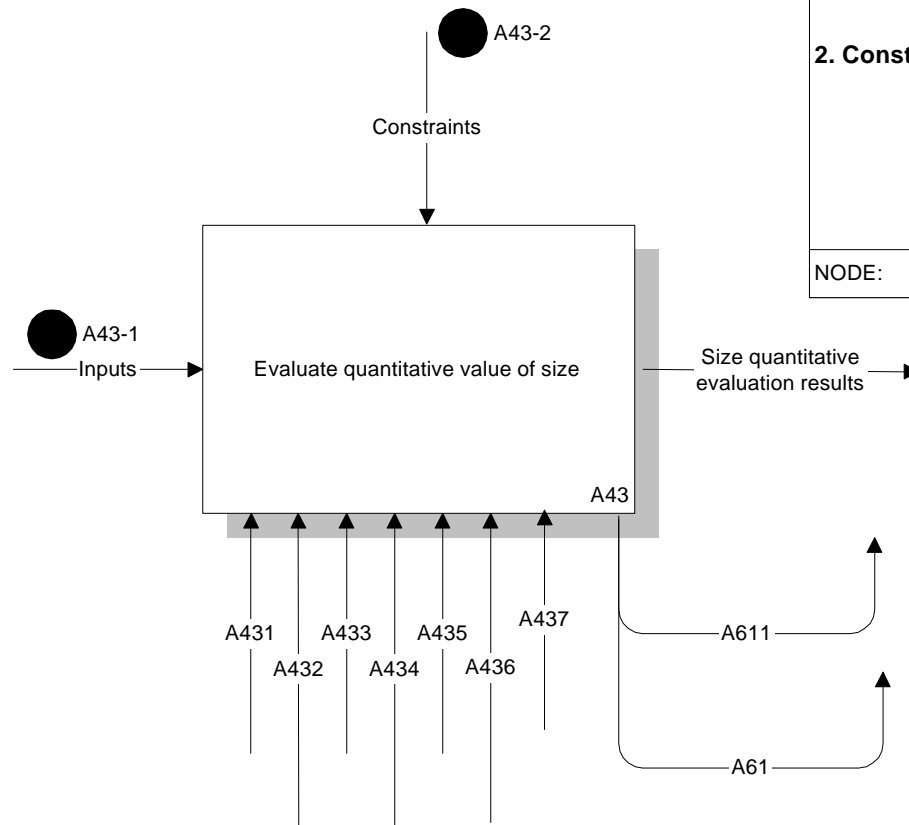 A43-2
2. Const
Constraints
NODE:
A43-1
Inputs
Evaluate quantitative value of size
Size quantitative
evaluation results
A43
A431
A433
A435
A437
A611
A432
A434
A436
A61